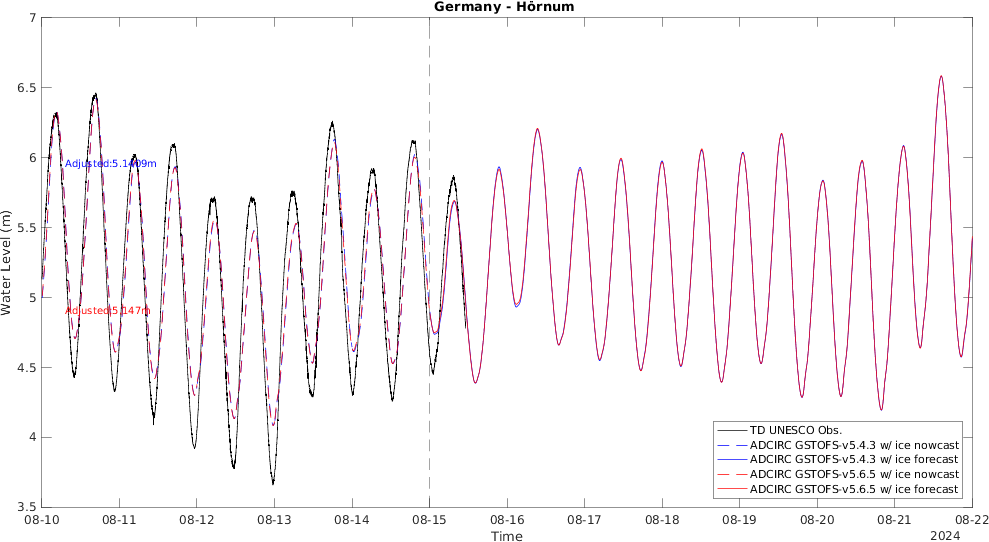 Germany - Hörnum
7
6.5
6
5.5
5
4.5
4
3.5
Water Level (m)
Adjusted:5.1409m
Adjusted:5.147m
TD UNESCO Obs.
ADCIRC GSTOFS-v5.4.3 w/ ice nowcast
ADCIRC GSTOFS-v5.4.3 w/ ice forecast
ADCIRC GSTOFS-v5.6.5 w/ ice nowcast
ADCIRC GSTOFS-v5.6.5 w/ ice forecast
08-10 08-11 08-12 08-13 08-14 08-15 08-16 08-17 08-18 08-19 08-20 08-21 08-22
Time
2024